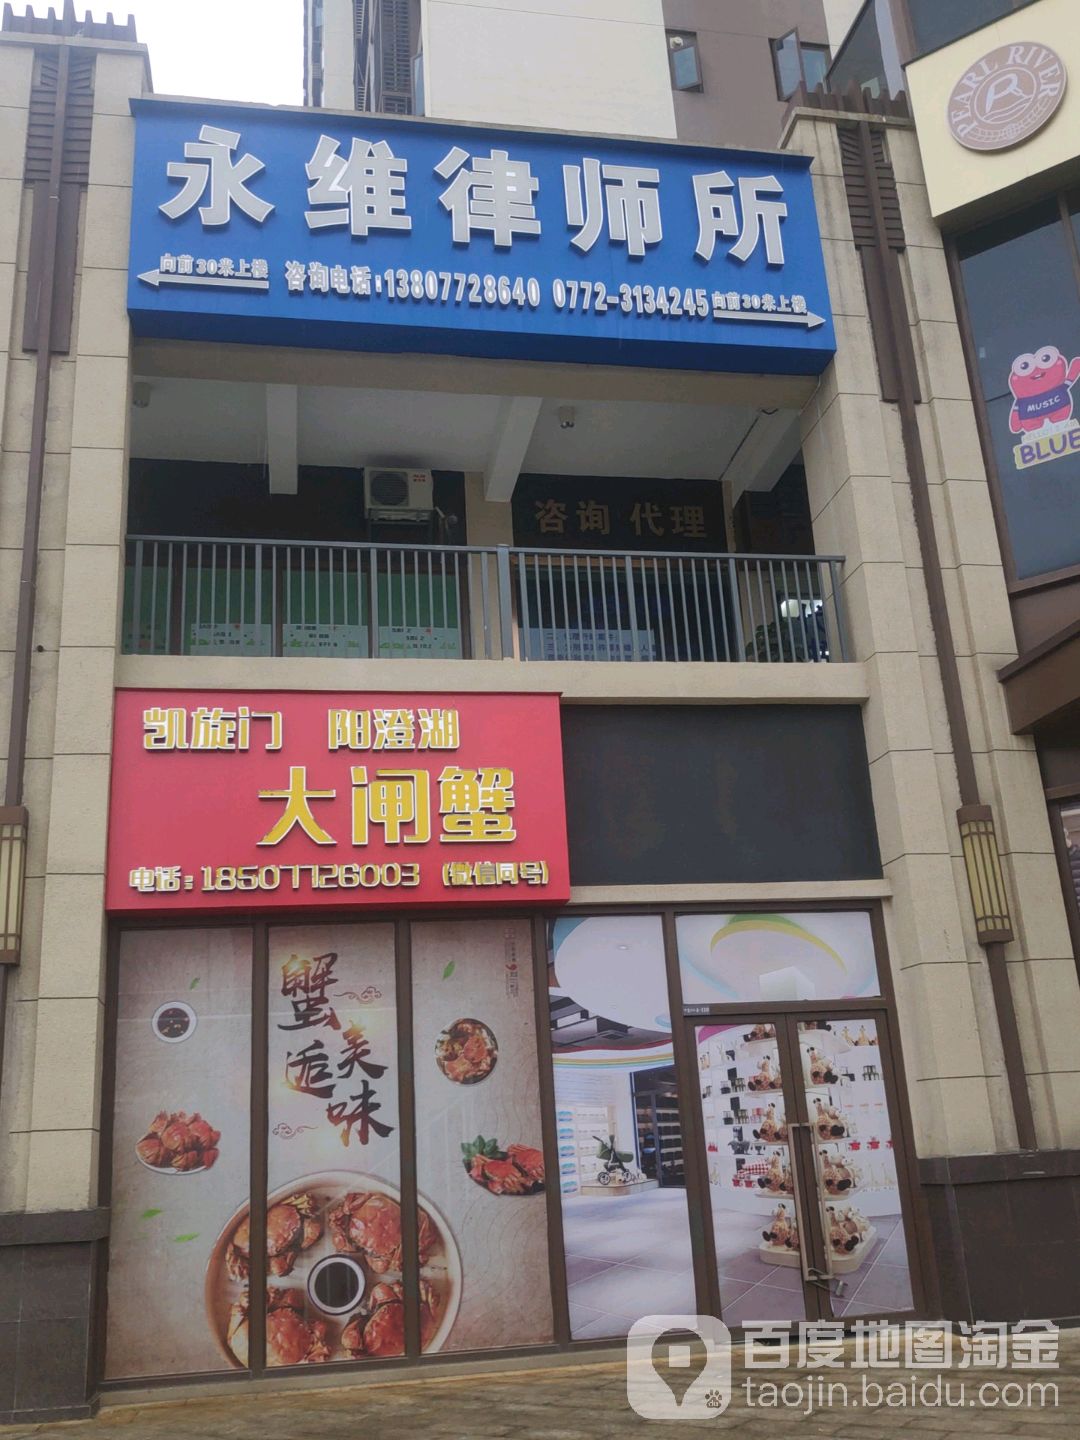 永维律师所
向前30米上楼 咨询电话:13807728640 0772-3134245 向前30米上楼
PEARL RIVER
MUSIC
BLUE
咨询 代理
凯旋门 阳澄湖
大闸蟹
电话:18507726003 (微信同号)
蟹逅美味
百度地图淘金
taojin.baidu.com